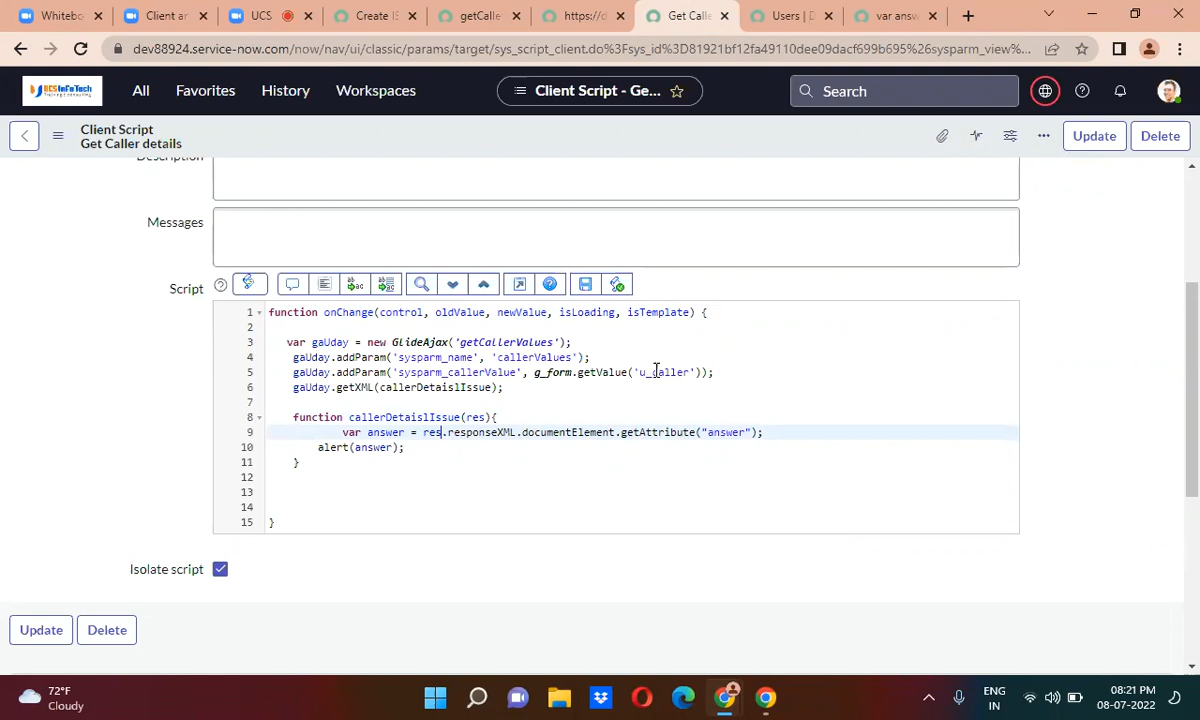 Whiteb
Client ar
UCS
Create IS
getCalle
https://d
Get Calle
Users | D
var answ
dev88924.service-now.com/now/nav/ui/classic/params/target/sys_script_client.do%3Fsys_id%3D81921bf12fa49110dee09dacf699b695%26sysparm_view%...
UCSInfoTech
All
Favorites
History
Workspaces
Client Script - Ge...
Search
Client Script
Get Caller details
Update
Delete
Description
Messages
Script
1 function onChange(control, oldValue, newValue, isLoading, isTemplate) {
2
3 var gaUday = new GlideAjax('getCallerValues');
4 gaUday.addParam('sysparm_name', 'callerValues');
5 gaUday.addParam('sysparm_callerValue', g_form.getValue('u_caller'));
6 gaUday.getXML(callerDetaislIssue);
7
8 function callerDetaislIssue(res){
9 var answer = res.responseXML.documentElement.getAttribute("answer");
10 alert(answer);
11 }
12
13
14
15 }
Isolate script
Update
Delete
72°F
Cloudy
ENG
IN
08:21 PM
08-07-2022